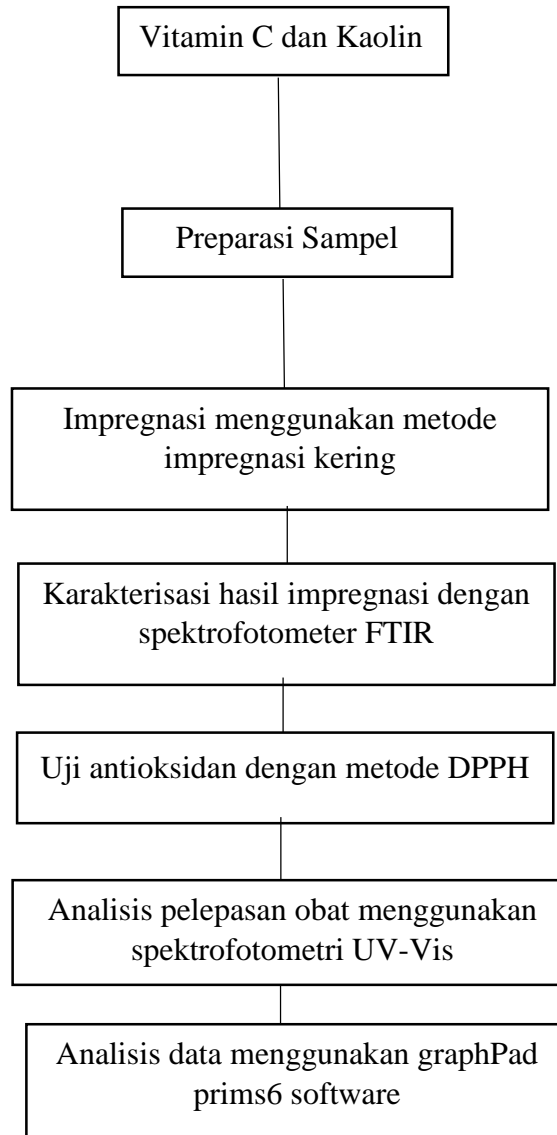 Vitamin C dan Kaolin
Preparasi Sampel
Impregnasi menggunakan metode
impregnasi kering
Karakterisasi hasil impregnasi dengan
spektrofotometer FTIR
Uji antioksidan dengan metode DPPH
Analisis pelepasan obat menggunakan
spektrofotometri UV-Vis
Analisis data menggunakan graphPad
prims6 software